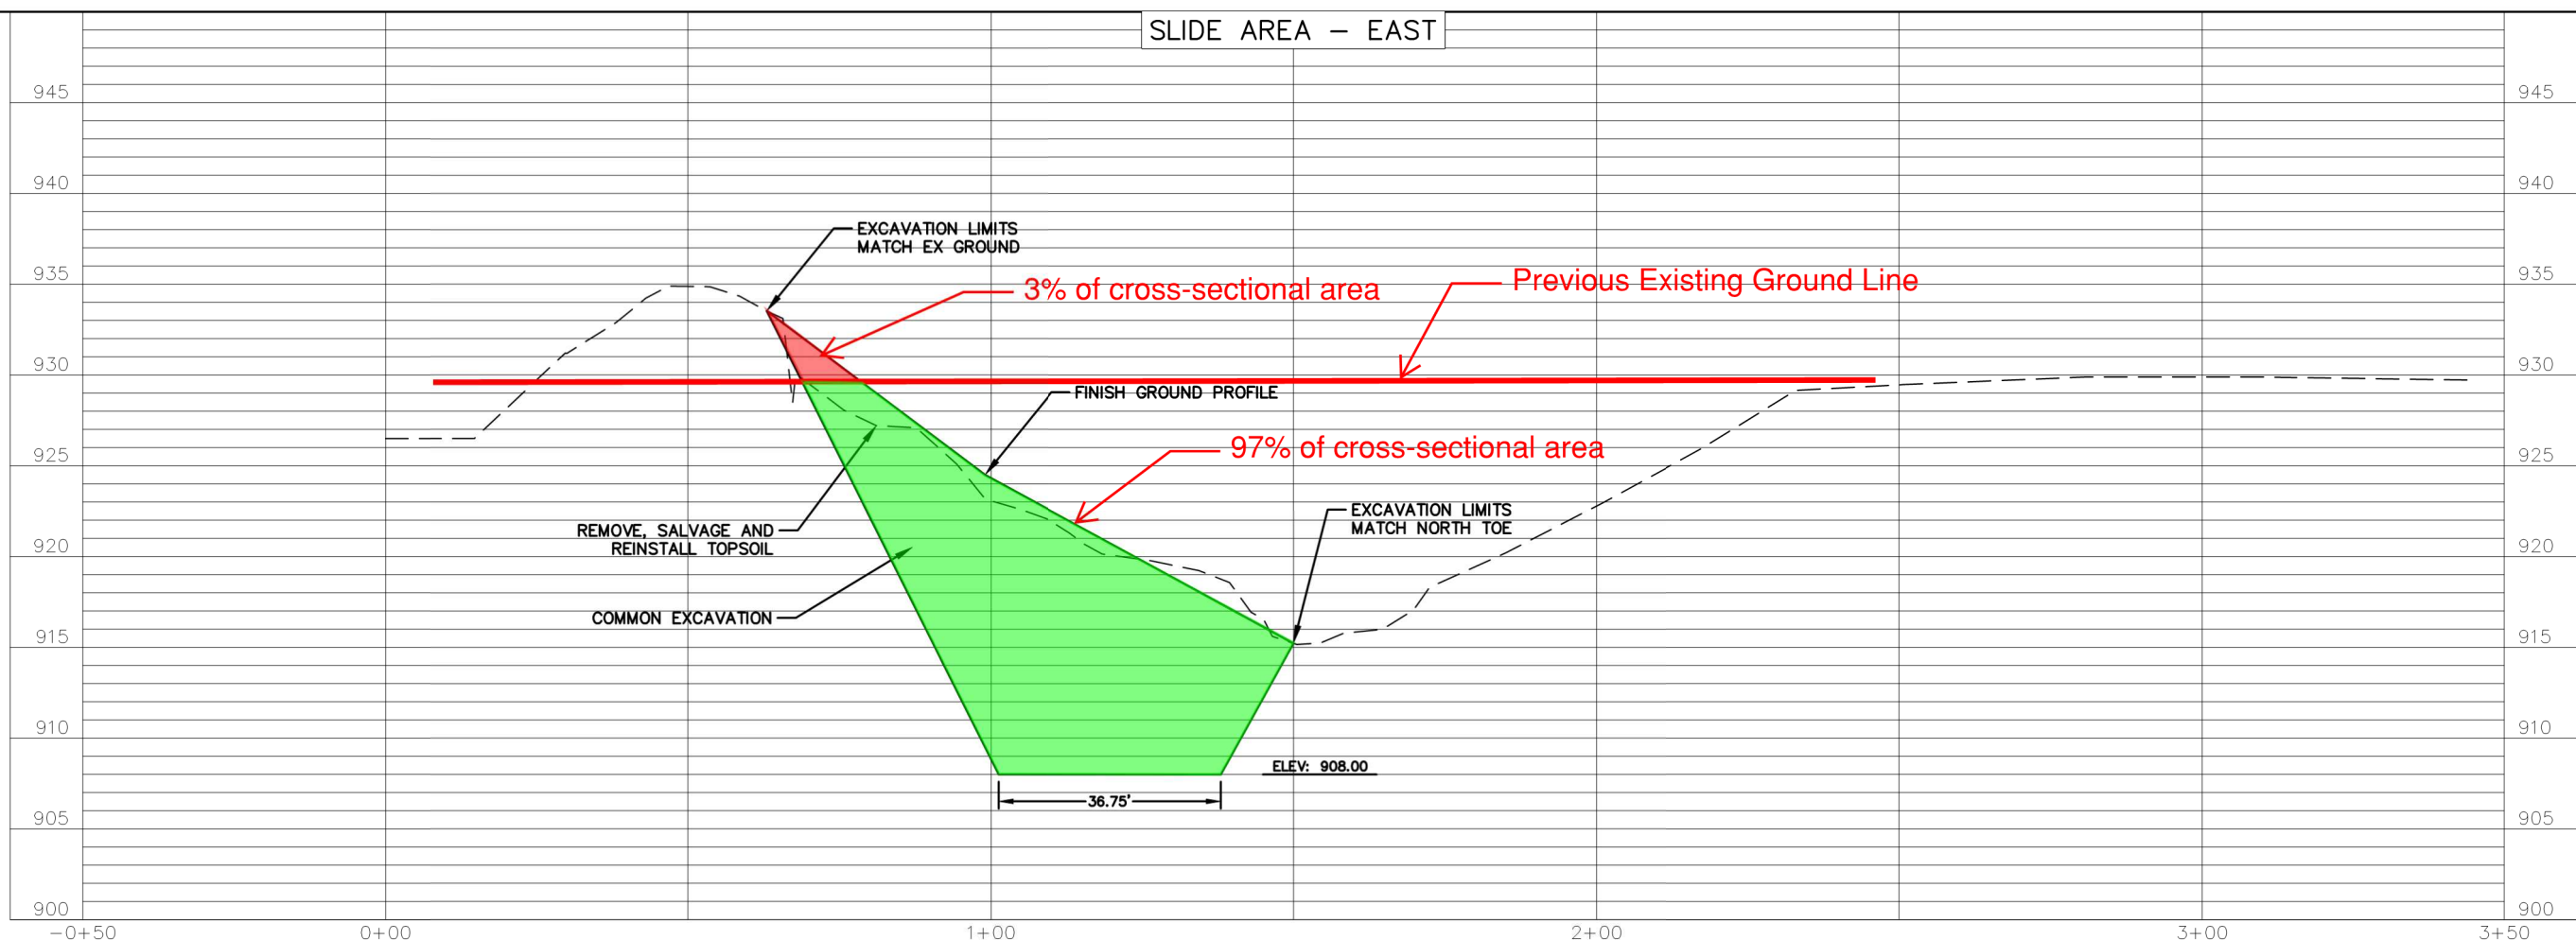 SLIDE AREA - EAST
945
945
940
940
EXCAVATION LIMITS
MATCH EX GROUND
935
935
3% of cross-sectional area
Previous Existing Ground Line
930
930
FINISH GROUND PROFILE
925
925
97% of cross-sectional area
REMOVE, SALVAGE AND
REINSTALL TOPSOIL
EXCAVATION LIMITS
MATCH NORTH TOE
920
920
COMMON EXCAVATION
915
915
910
910
ELEV: 908.00
36.75'
905
905
900
900
-0+50
0+00
1+00
2+00
3+00
3+50